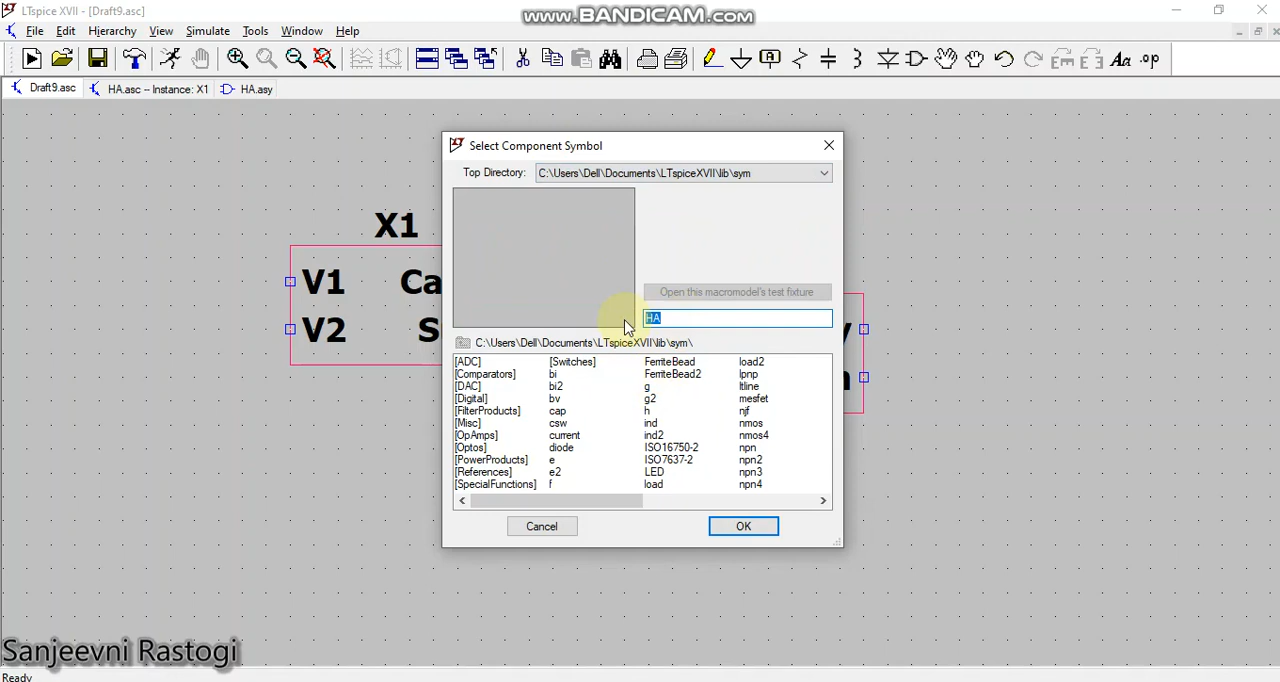 LTspice XVII - [Draft9.asc]
www.BANDICAM.com
File Edit Hierarchy View Simulate Tools Window Help
Aa .op
Draft9.asc HA.asc -- Instance: X1 HA.asy
Select Component Symbol
Top Directory: C:\Users\Dell\Documents\LTspiceXVII\lib\sym
X1
V1 Ca
V2 S
y
Open this macromodel's test fixture
HA
C:\Users\Dell\Documents\LTspiceXVII\lib\sym\
[ADC] [Switches] FerriteBead load2
[Comparators] bi FerriteBead2 lpnp
[DAC] bi2 g ltline
[Digital] bv g2 mesfet
[FilterProducts] cap h njf
[Misc] csw ind nmos
[OpAmps] current ind2 nmos4
[Optos] diode ISO16750-2 npn
[PowerProducts] e ISO7637-2 npn2
[References] e2 LED npn3
[SpecialFunctions] f load npn4
Cancel OK
Sanjeevni Rastogi
Ready